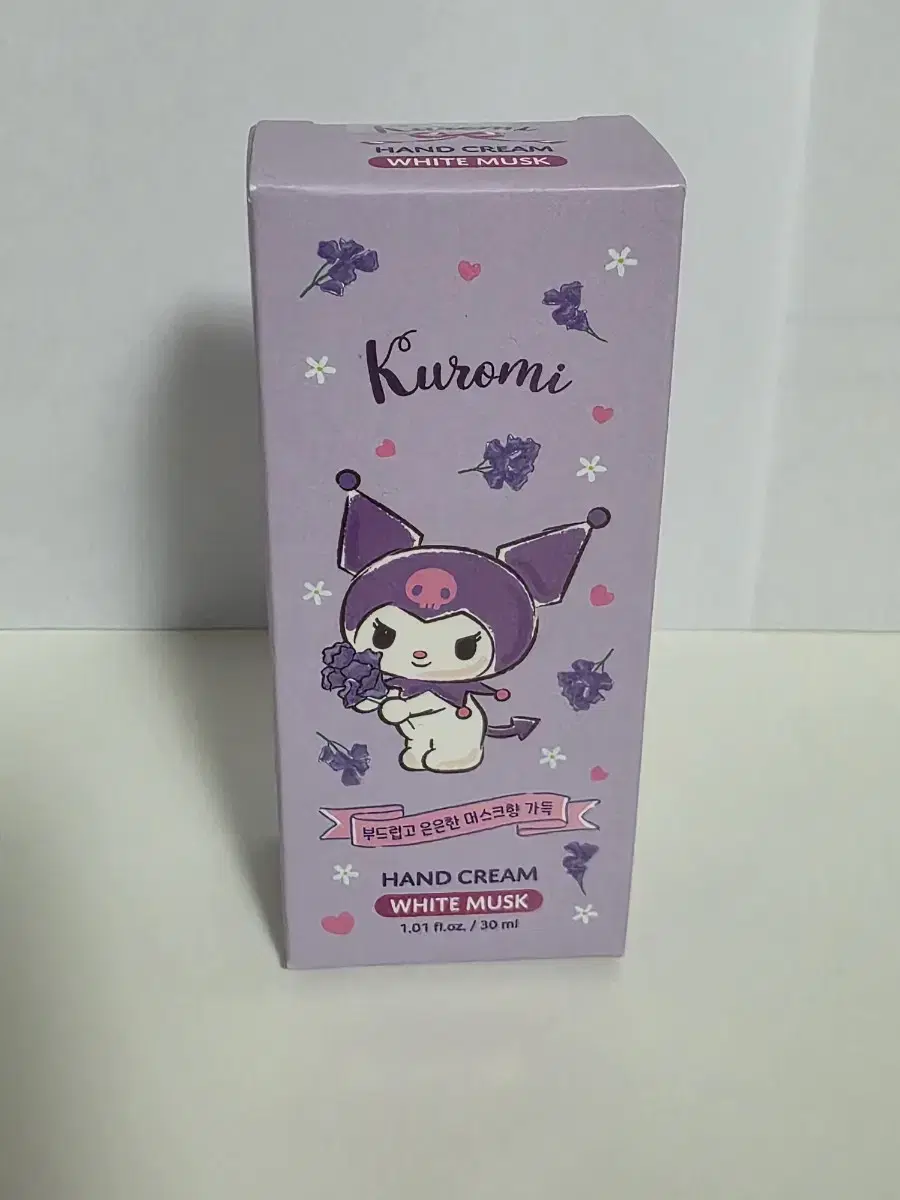 Kuromi
HAND CREAM
WHITE MUSK
Kuromi
부드럽고 은은한 머스크향 가득
HAND CREAM
WHITE MUSK
1.01 fl.oz. / 30 ml